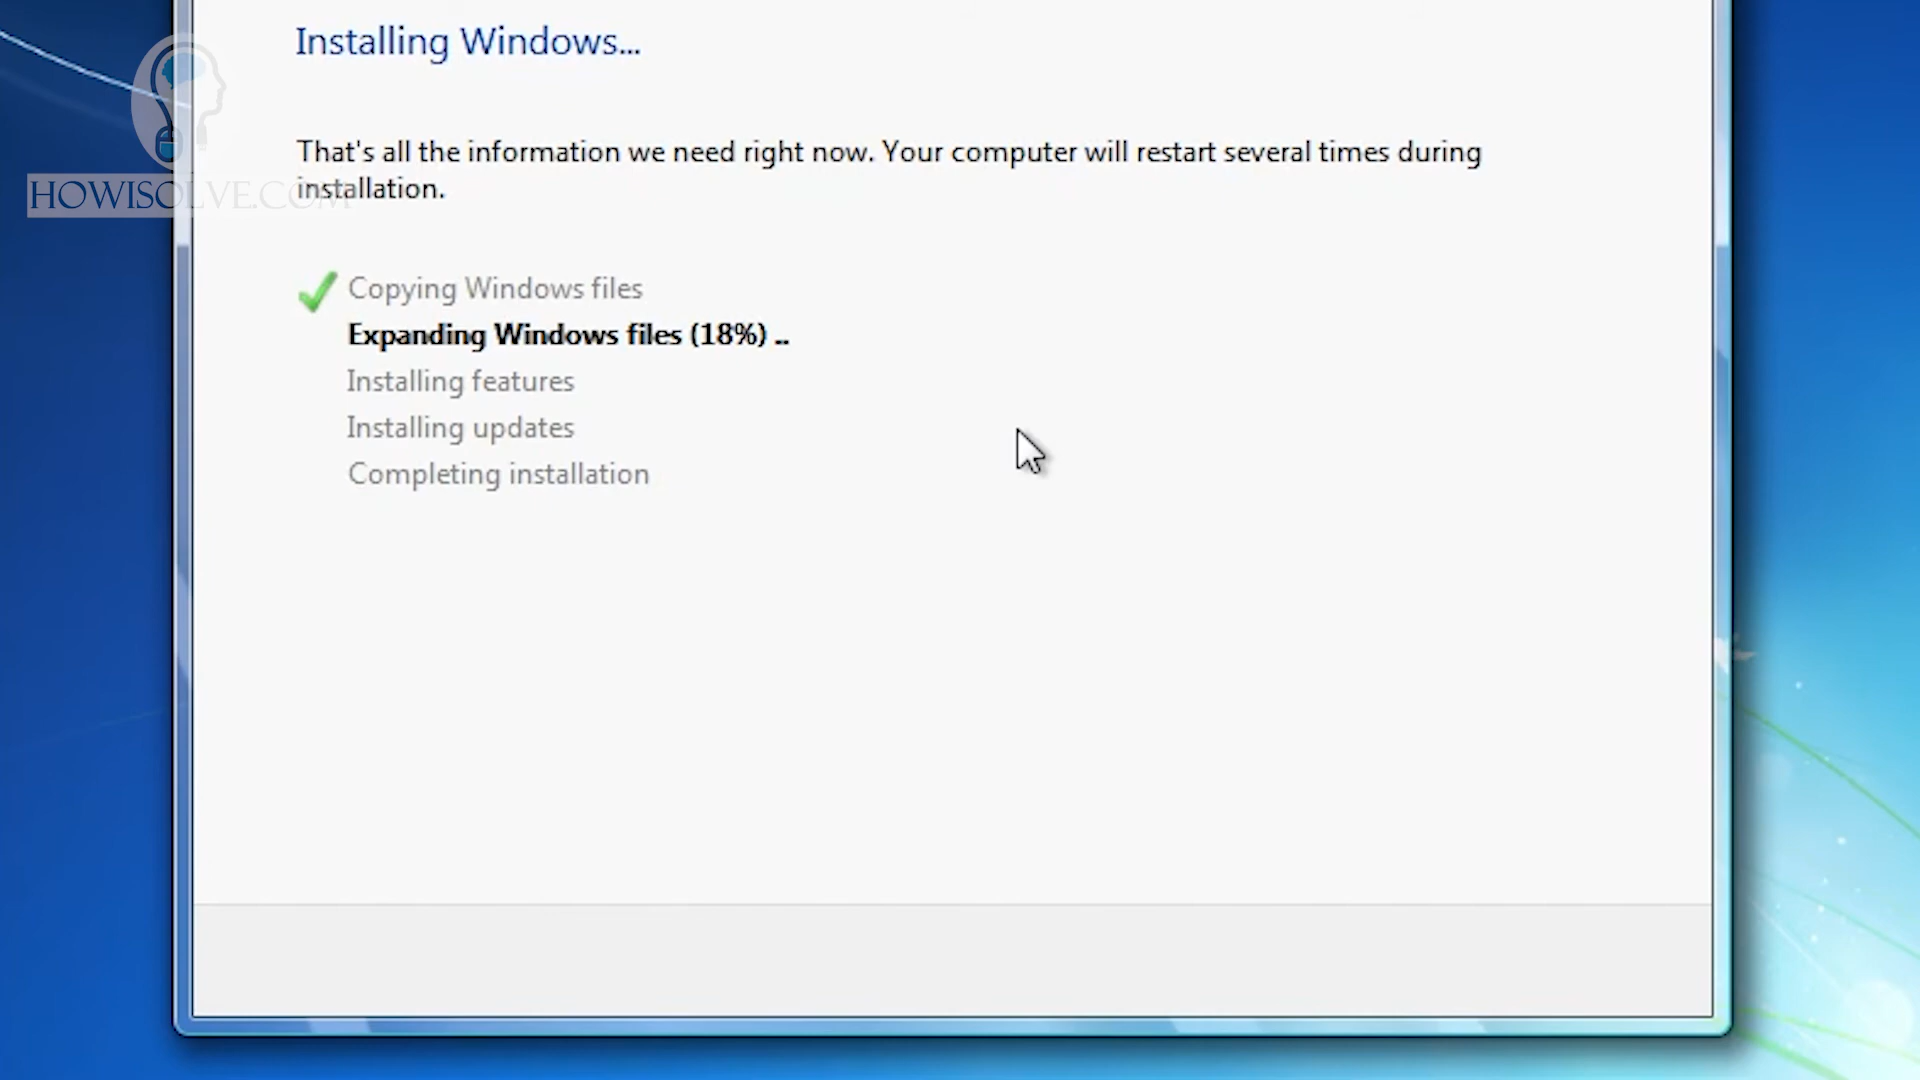 Installing Windows...
That's all the information we need right now. Your computer will restart several times during
installation.
HOWISOLVE.COM
Copying Windows files
Expanding Windows files (18%) ..
Installing features
Installing updates
Completing installation